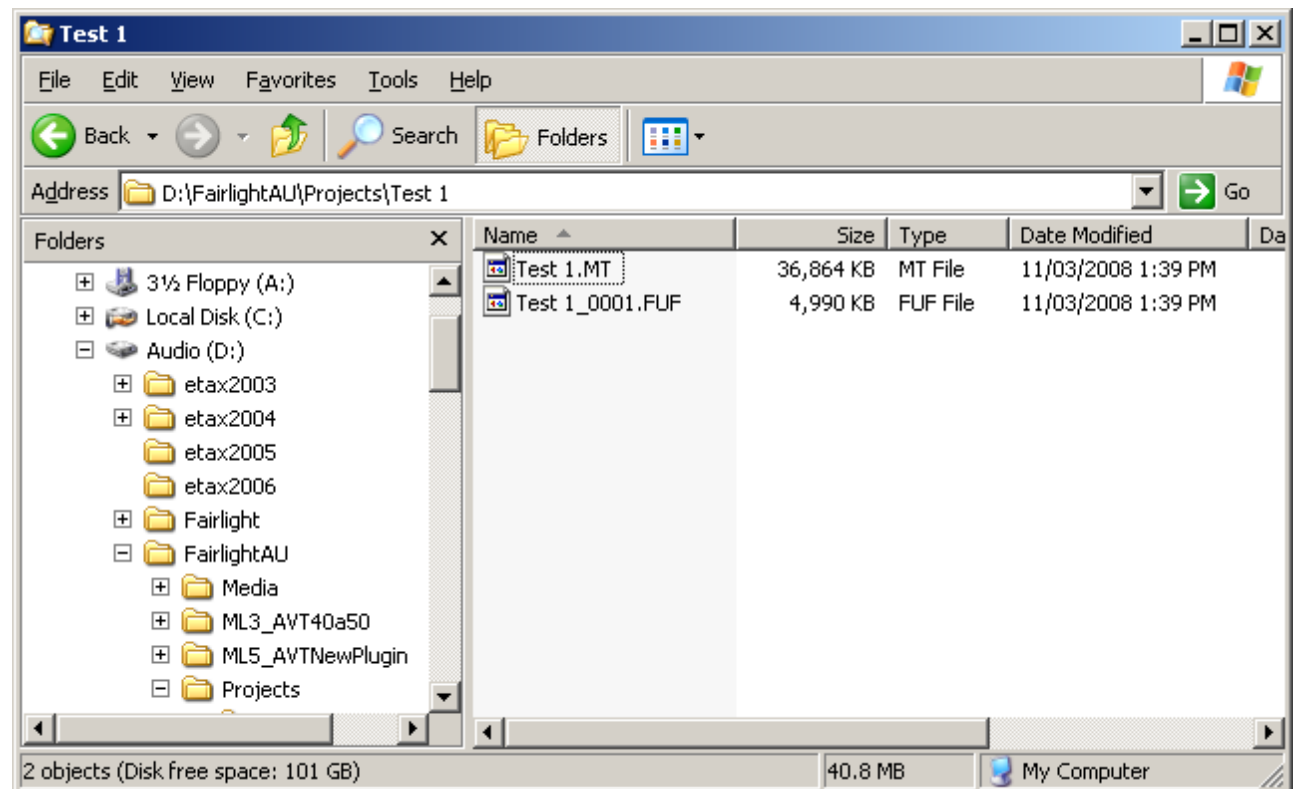 Test 1
File Edit View Favorites Tools Help
Back Search Folders
Address D:\FairlightAU\Projects\Test 1 Go
Folders
3½ Floppy (A:)
Local Disk (C:)
Audio (D:)
etax2003
etax2004
etax2005
etax2006
Fairlight
FairlightAU
Media
ML3_AVT40a50
ML5_AVTNewPlugin
Projects
Name Size Type Date Modified Da
Test 1.MT 36,864 KB MT File 11/03/2008 1:39 PM
Test 1_0001.FUF 4,990 KB FUF File 11/03/2008 1:39 PM
2 objects (Disk free space: 101 GB) 40.8 MB My Computer